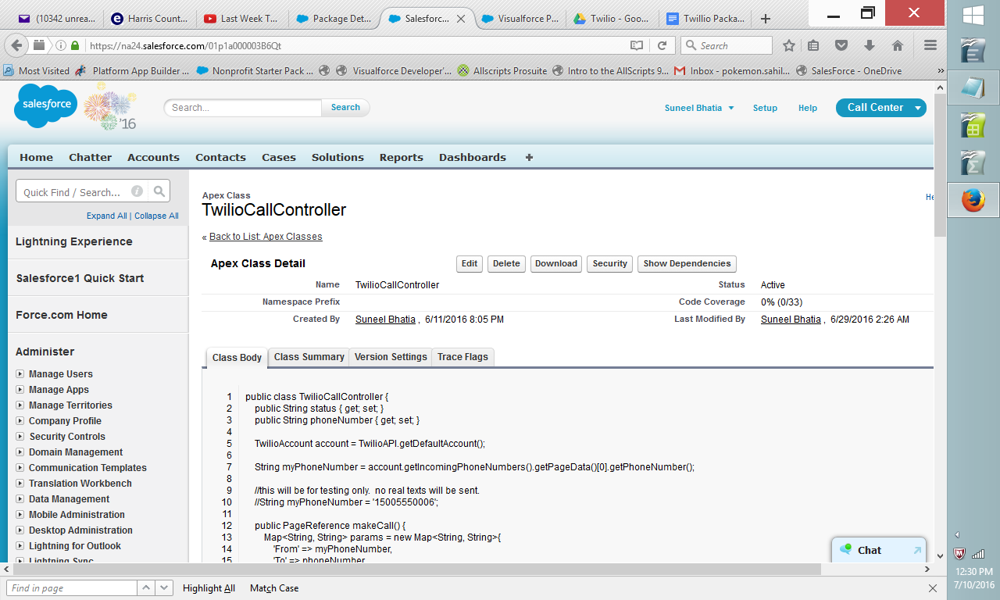 (10342 unrea...
Harris Count...
Last Week T...
Package Det...
Salesforc...
Visualforce P...
Twilio - Goo...
Twillio Packa...
https://na24.salesforce.com/01p1a000003B6Qt
Search
Most Visited
Platform App Builder ...
Nonprofit Starter Pack ...
Visualforce Developer'...
Allscripts Prosuite
Intro to the AllScripts 9...
Inbox - pokemon.sahil...
SalesForce - OneDrive
salesforce
'16
Search...
Search
Suneel Bhatia
Setup
Help
Call Center
Home
Chatter
Accounts
Contacts
Cases
Solutions
Reports
Dashboards
+
Quick Find / Search...
Expand All | Collapse All
Lightning Experience
Salesforce1 Quick Start
Force.com Home
Administer
Manage Users
Manage Apps
Manage Territories
Company Profile
Security Controls
Domain Management
Communication Templates
Translation Workbench
Data Management
Mobile Administration
Desktop Administration
Lightning for Outlook
Lightning Sync
Apex Class
TwilioCallController
He
« Back to List: Apex Classes
Apex Class Detail
Edit
Delete
Download
Security
Show Dependencies
Name TwilioCallController
Status Active
Namespace Prefix
Code Coverage 0% (0/33)
Created By Suneel Bhatia , 6/11/2016 8:05 PM
Last Modified By Suneel Bhatia , 6/29/2016 2:26 AM
Class Body
Class Summary
Version Settings
Trace Flags
1 public class TwilioCallController {
2 public String status { get; set; }
3 public String phoneNumber { get; set; }
4
5 TwilioAccount account = TwilioAPI.getDefaultAccount();
6
7 String myPhoneNumber = account.getIncomingPhoneNumbers().getPageData()[0].getPhoneNumber();
8
9 //this will be for testing only. no real texts will be sent.
10 //String myPhoneNumber = '15005550006';
11
12 public PageReference makeCall() {
13 Map<String, String> params = new Map<String, String>{
14 'From' => myPhoneNumber,
15 'To' => phoneNumber,
Chat
Find in page
Highlight All
Match Case
12:30 PM
7/10/2016